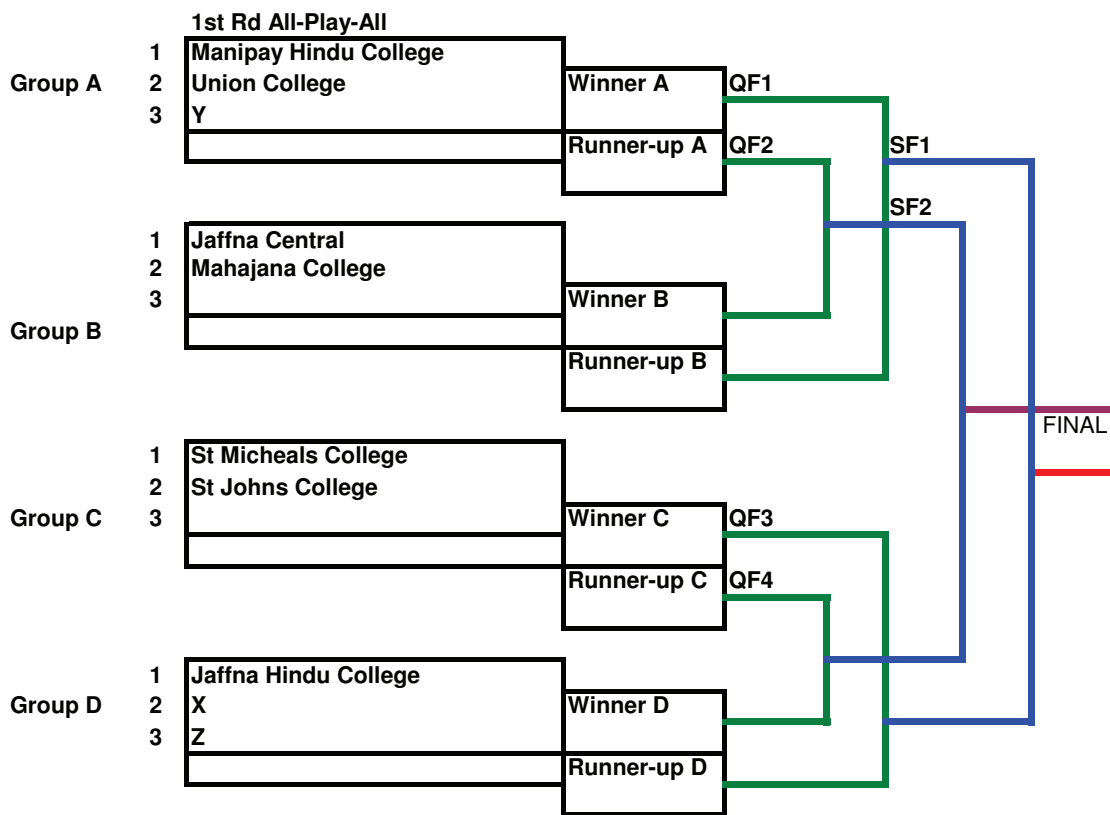 1st Rd All-Play-All
1 Manipay Hindu College
Group A 2 Union College Winner A QF1
3 Y
Runner-up A QF2 SF1
SF2
1 Jaffna Central
2 Mahajana College
3 Winner B
Group B
Runner-up B
FINAL
1 St Micheals College
2 St Johns College
Group C 3 Winner C QF3
Runner-up C QF4
1 Jaffna Hindu College
Group D 2 X Winner D
3 Z
Runner-up D